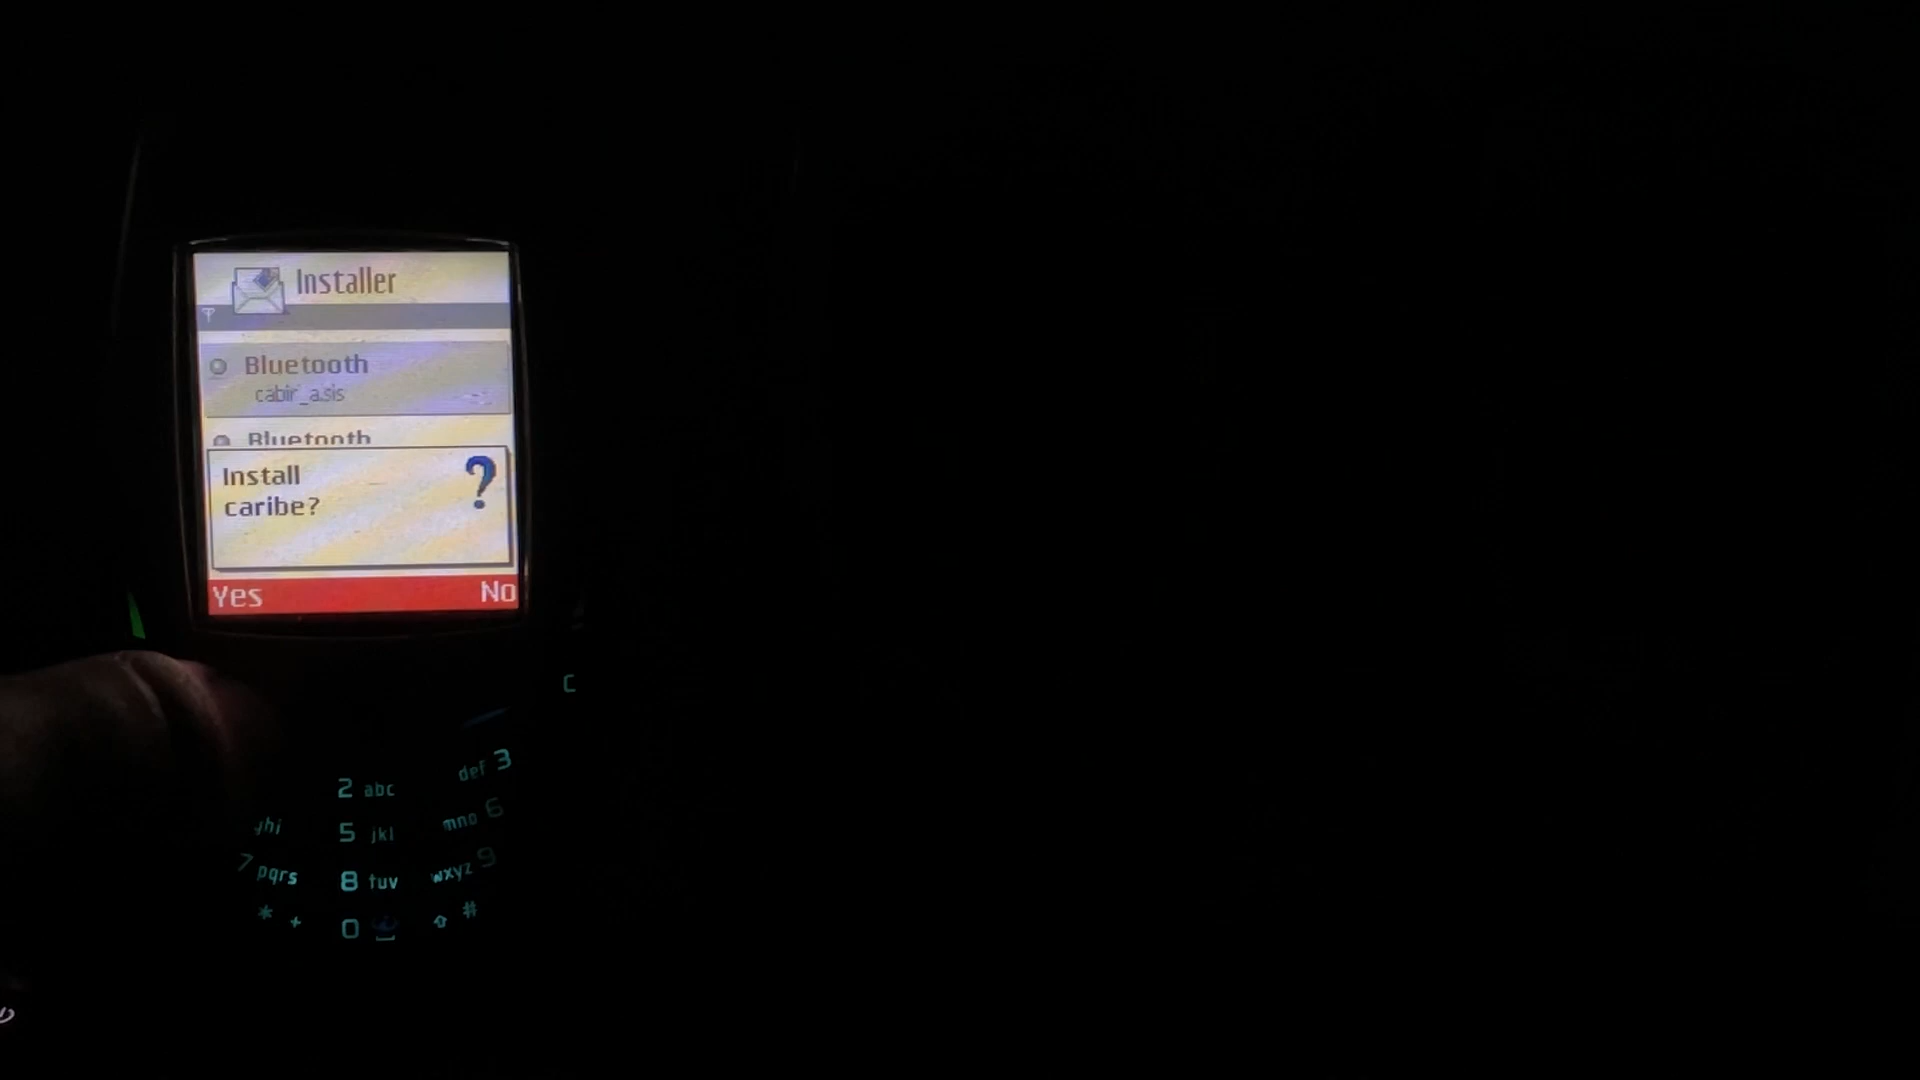 Installer
Bluetooth
cabir_a.sis
Bluetooth
Install
caribe?
?
Yes No
C
2 abc
def 3
ghi
5 jkl
mno 6
7 pqrs
8 tuv
wxyz 9
* +
0
#